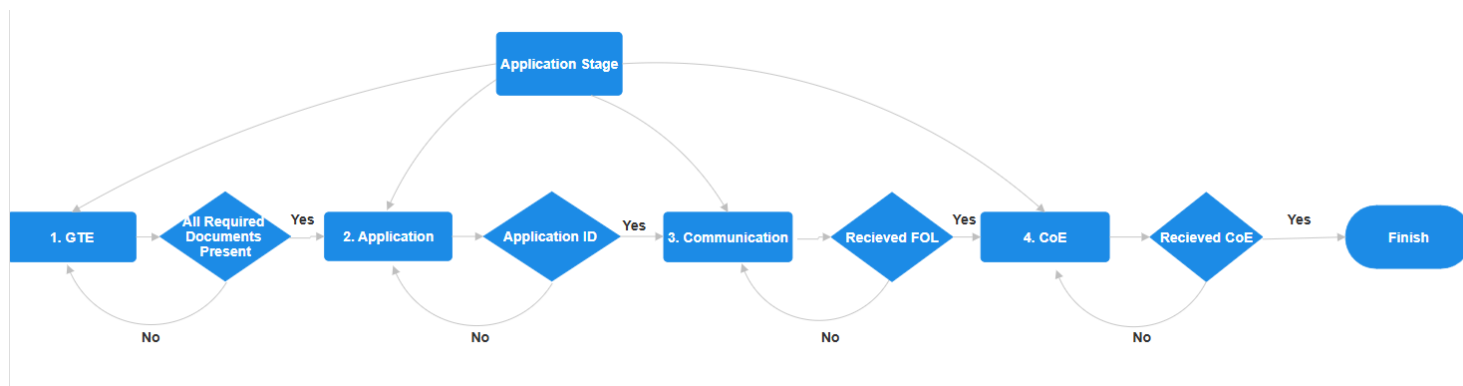 Application Stage
1. GTE
All Required
Documents
Present
Yes
2. Application
Application ID
Yes
3. Communication
Recieved FOL
Yes
4. CoE
Recieved CoE
Yes
Finish
No
No
No
No